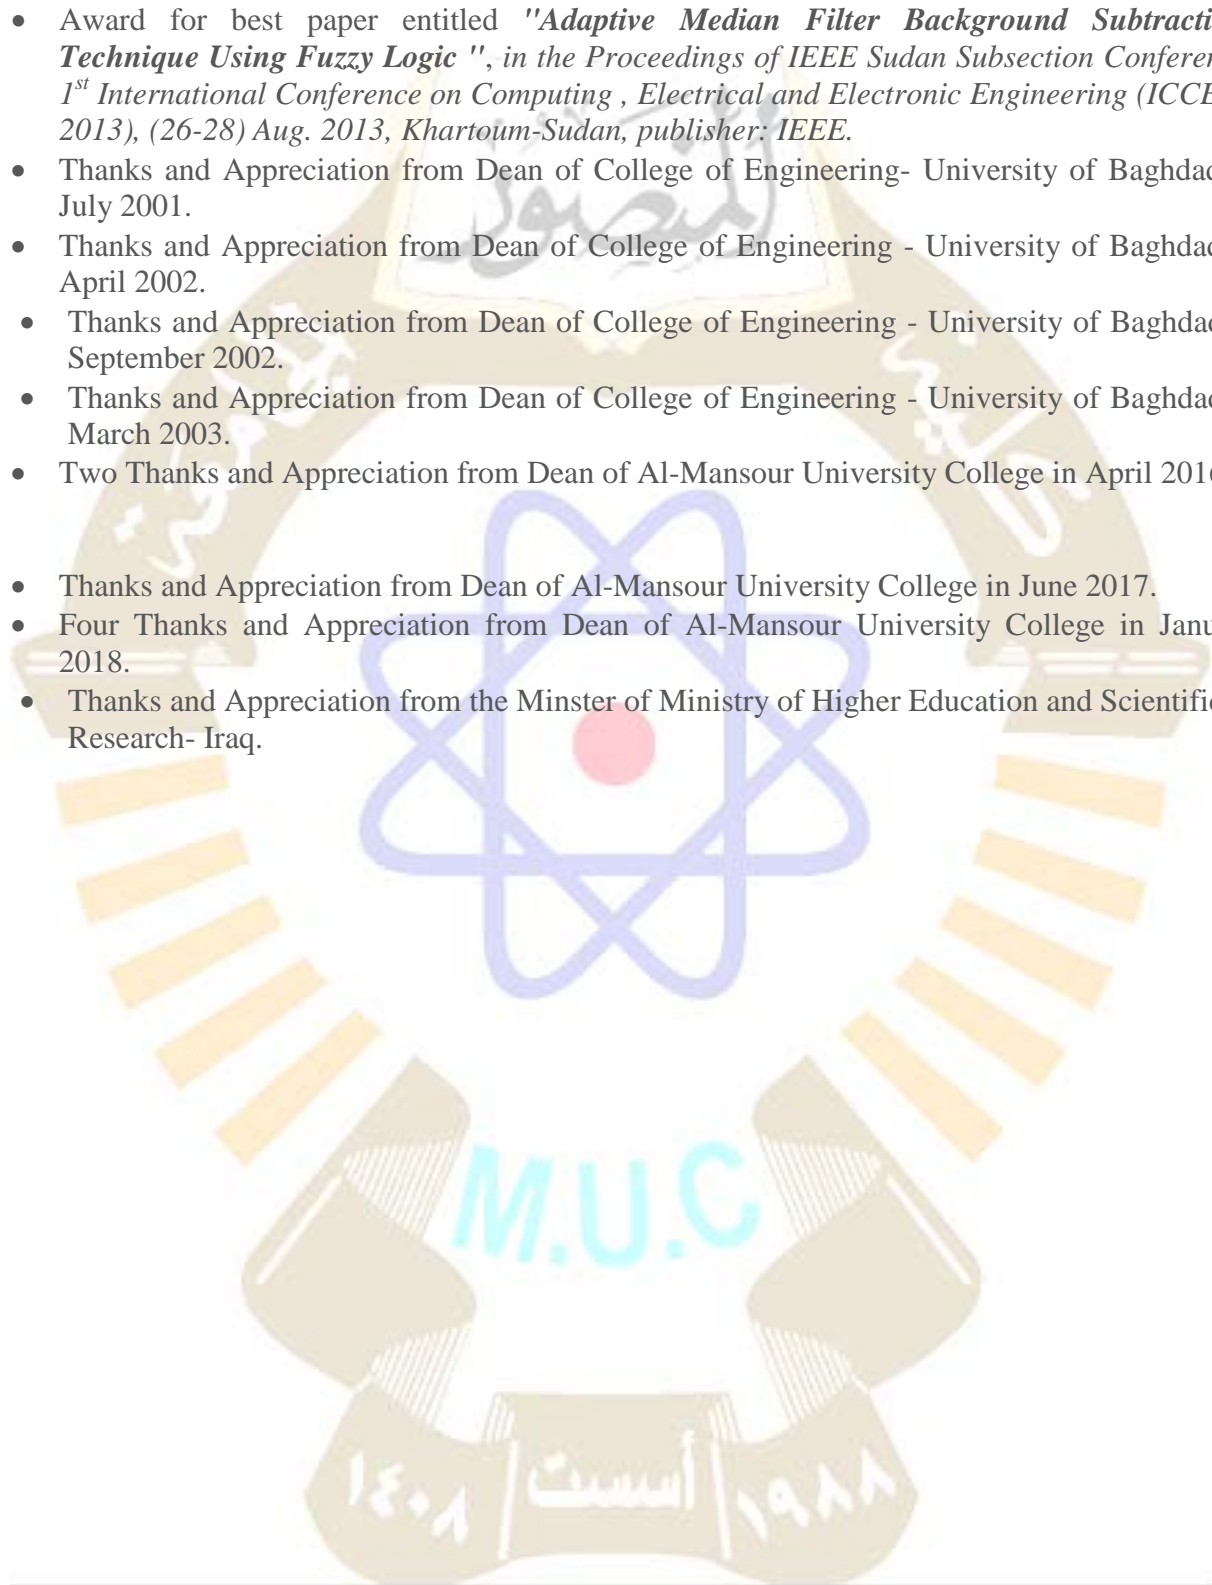 • Award for best paper entitled "Adaptive Median Filter Background Subtracti
Technique Using Fuzzy Logic ", in the Proceedings of IEEE Sudan Subsection Conferen
1st International Conference on Computing , Electrical and Electronic Engineering (ICCE
2013), (26-28) Aug. 2013, Khartoum-Sudan, publisher: IEEE.
• Thanks and Appreciation from Dean of College of Engineering- University of Baghdad
July 2001.
• Thanks and Appreciation from Dean of College of Engineering - University of Baghdad
April 2002.
• Thanks and Appreciation from Dean of College of Engineering - University of Baghdad
September 2002.
• Thanks and Appreciation from Dean of College of Engineering - University of Baghdad
March 2003.
• Two Thanks and Appreciation from Dean of Al-Mansour University College in April 2016
• Thanks and Appreciation from Dean of Al-Mansour University College in June 2017.
• Four Thanks and Appreciation from Dean of Al-Mansour University College in Janu
2018.
• Thanks and Appreciation from the Minster of Ministry of Higher Education and Scientific
Research- Iraq.
المنصور
كلية
الجامعة
M.U.C
١٤٠٨ أسست ١٩٨٨